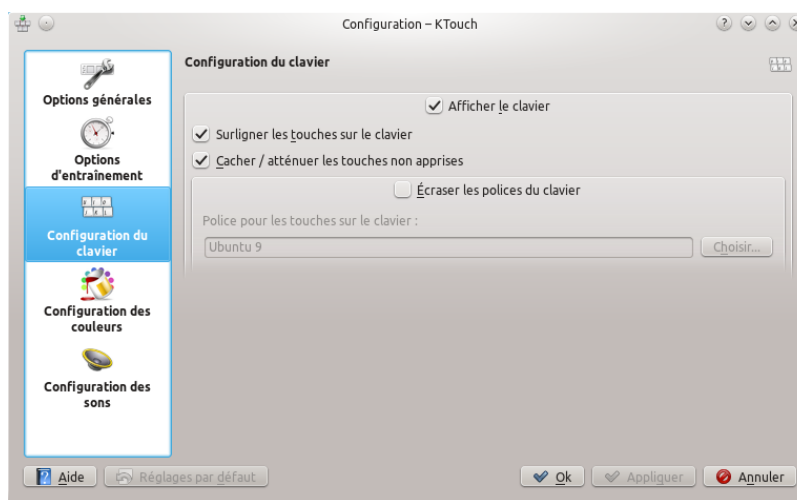 Configuration – KTouch
Options générales
Options
d'entraînement
Configuration du
clavier
Configuration des
couleurs
Configuration des
sons
Configuration du clavier
Afficher le clavier
Surligner les touches sur le clavier
Cacher / atténuer les touches non apprises
Écraser les polices du clavier
Police pour les touches sur le clavier :
Ubuntu 9
Choisir...
Aide
Réglages par défaut
Ok
Appliquer
Annuler